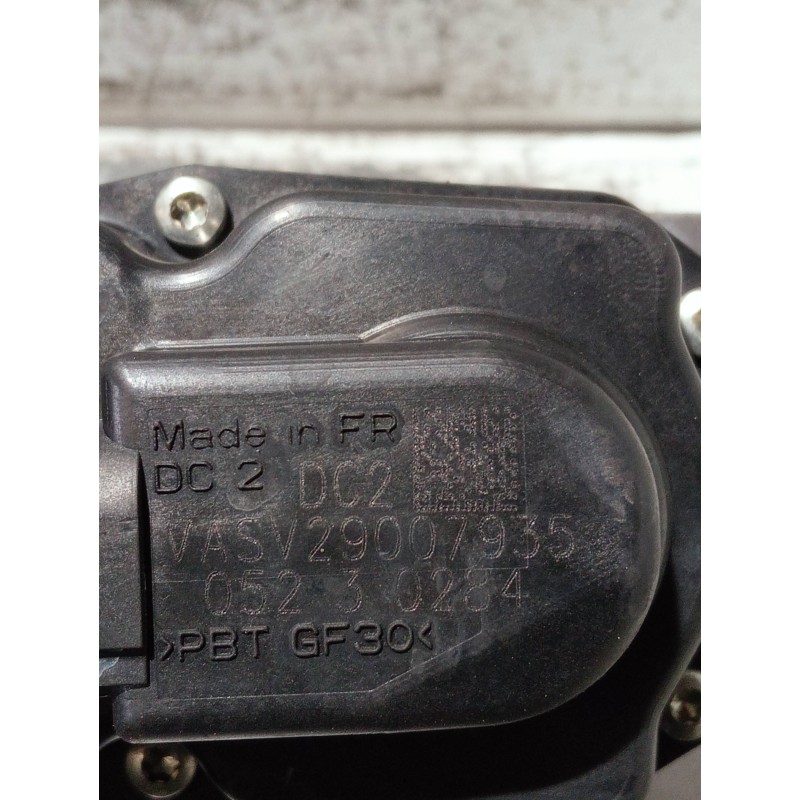 Made in FR
DC 2 DC2
VASV29007935
052 3 0284
>PBT GF30<